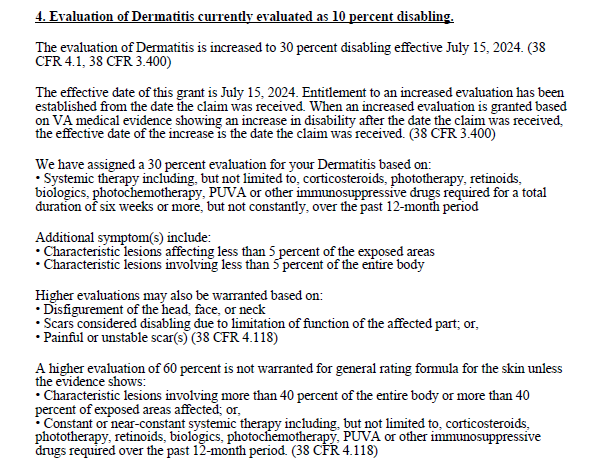 4. Evaluation of Dermatitis currently evaluated as 10 percent disabling.
The evaluation of Dermatitis is increased to 30 percent disabling effective July 15, 2024. (38
CFR 4.1, 38 CFR 3.400)
The effective date of this grant is July 15, 2024. Entitlement to an increased evaluation has been
established from the date the claim was received. When an increased evaluation is granted based
on VA medical evidence showing an increase in disability after the date the claim was received,
the effective date of the increase is the date the claim was received. (38 CFR 3.400)
We have assigned a 30 percent evaluation for your Dermatitis based on:
• Systemic therapy including, but not limited to, corticosteroids, phototherapy, retinoids,
biologics, photochemotherapy, PUVA or other immunosuppressive drugs required for a total
duration of six weeks or more, but not constantly, over the past 12-month period
Additional symptom(s) include:
• Characteristic lesions affecting less than 5 percent of the exposed areas
• Characteristic lesions involving less than 5 percent of the entire body
Higher evaluations may also be warranted based on:
• Disfigurement of the head, face, or neck
• Scars considered disabling due to limitation of function of the affected part; or,
• Painful or unstable scar(s) (38 CFR 4.118)
A higher evaluation of 60 percent is not warranted for general rating formula for the skin unless
the evidence shows:
• Characteristic lesions involving more than 40 percent of the entire body or more than 40
percent of exposed areas affected; or,
• Constant or near-constant systemic therapy including, but not limited to, corticosteroids,
phototherapy, retinoids, biologics, photochemotherapy, PUVA or other immunosuppressive
drugs required over the past 12-month period. (38 CFR 4.118)